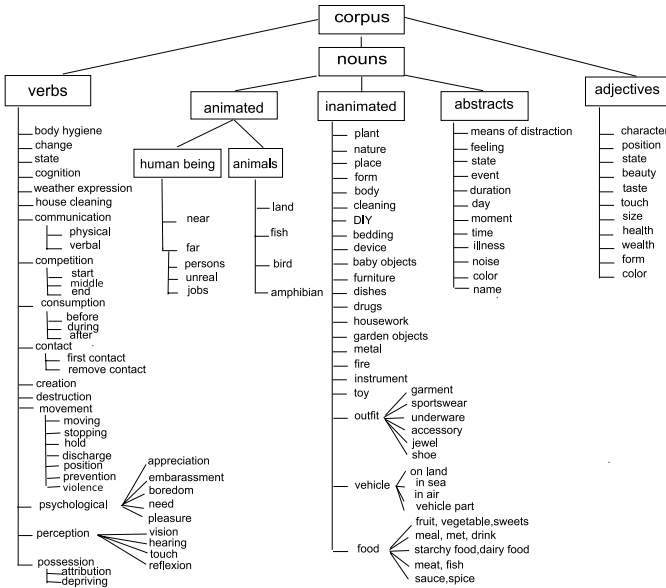 corpus
nouns
verbs
animated
inanimated
abstracts
adjectives
human being
animals
body hygiene
change
state
cognition
weather expression
house cleaning
communication
physical
verbal
competition
start
middle
end
consumption
before
during
after
contact
first contact
remove contact
creation
destruction
movement
moving
stopping
hold
discharge
position
prevention
violence
psychological
appreciation
embarassment
boredom
need
pleasure
perception
vision
hearing
touch
reflexion
possession
attribution
depriving
near
far
persons
unreal
jobs
land
fish
bird
amphibian
plant
nature
place
form
body
cleaning
DIY
bedding
device
baby objects
furniture
dishes
drugs
housework
garden objects
metal
fire
instrument
toy
outfit
garment
sportswear
underware
accessory
jewel
shoe
vehicle
on land
in sea
in air
vehicle part
food
fruit, vegetable,sweets
meal, met, drink
starchy food,dairy food
meat, fish
sauce,spice
means of distraction
feeling
state
event
duration
day
moment
time
illness
noise
color
name
character
position
state
beauty
taste
touch
size
health
wealth
form
color